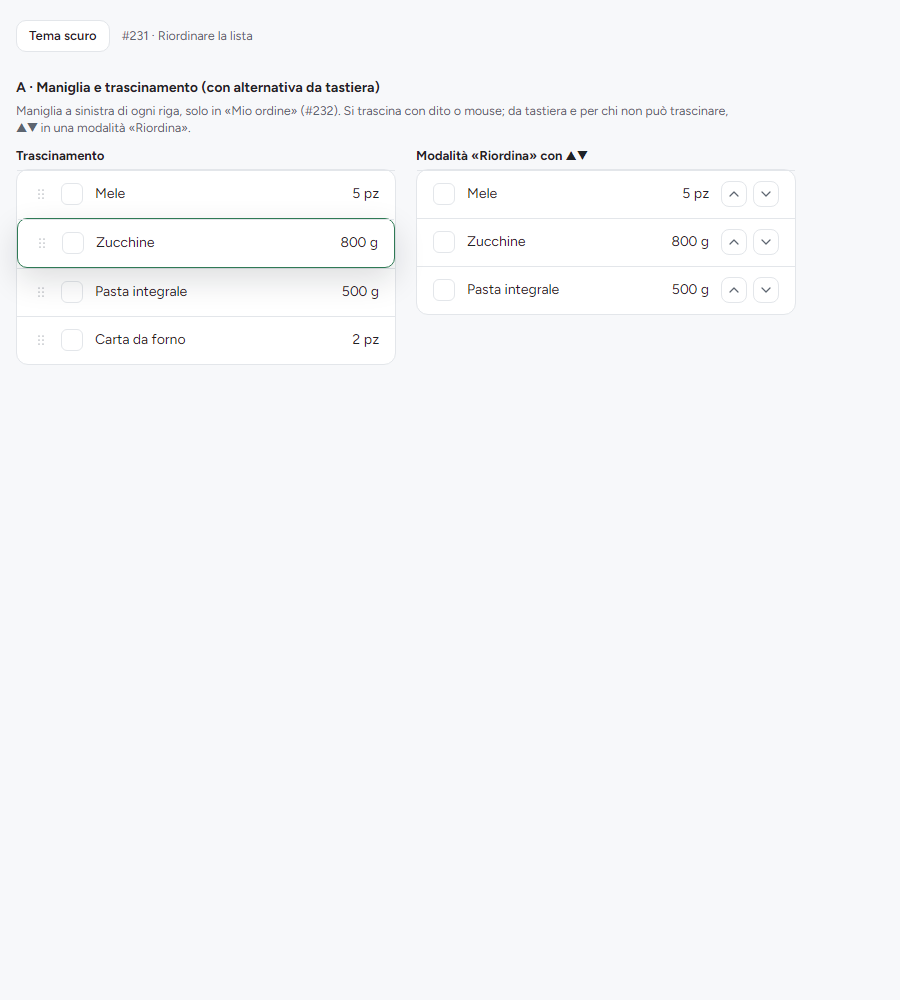 Tema scuro
#231 · Riordinare la lista
A · Maniglia e trascinamento (con alternativa da tastiera)
Maniglia a sinistra di ogni riga, solo in «Mio ordine» (#232). Si trascina con dito o mouse; da tastiera e per chi non può trascinare,
▲▼ in una modalità «Riordina».
Trascinamento
Mele 5 pz
Zucchine 800 g
Pasta integrale 500 g
Carta da forno 2 pz
Modalità «Riordina» con ▲▼
Mele 5 pz
Zucchine 800 g
Pasta integrale 500 g